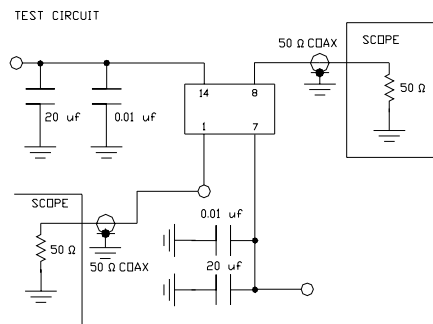 TEST CIRCUIT
50 Ω COAX
SCOPE
14
8
50 Ω
20 uf
0.01 uf
1
7
SCOPE
0.01 uf
50 Ω
50 Ω COAX
20 uf